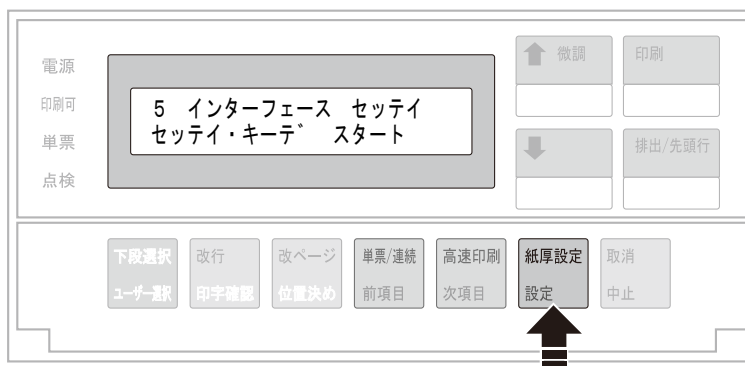 電源
印刷可
単票
点検
5 インターフェース セッテイ
セッテイ・キーデ゛ スタート
微調
印刷
排出/先頭行
下段選択
ユーザー選択
改行
印字確認
改ページ
位置決め
単票/連続
前項目
高速印刷
次項目
紙厚設定
設定
取消
中止